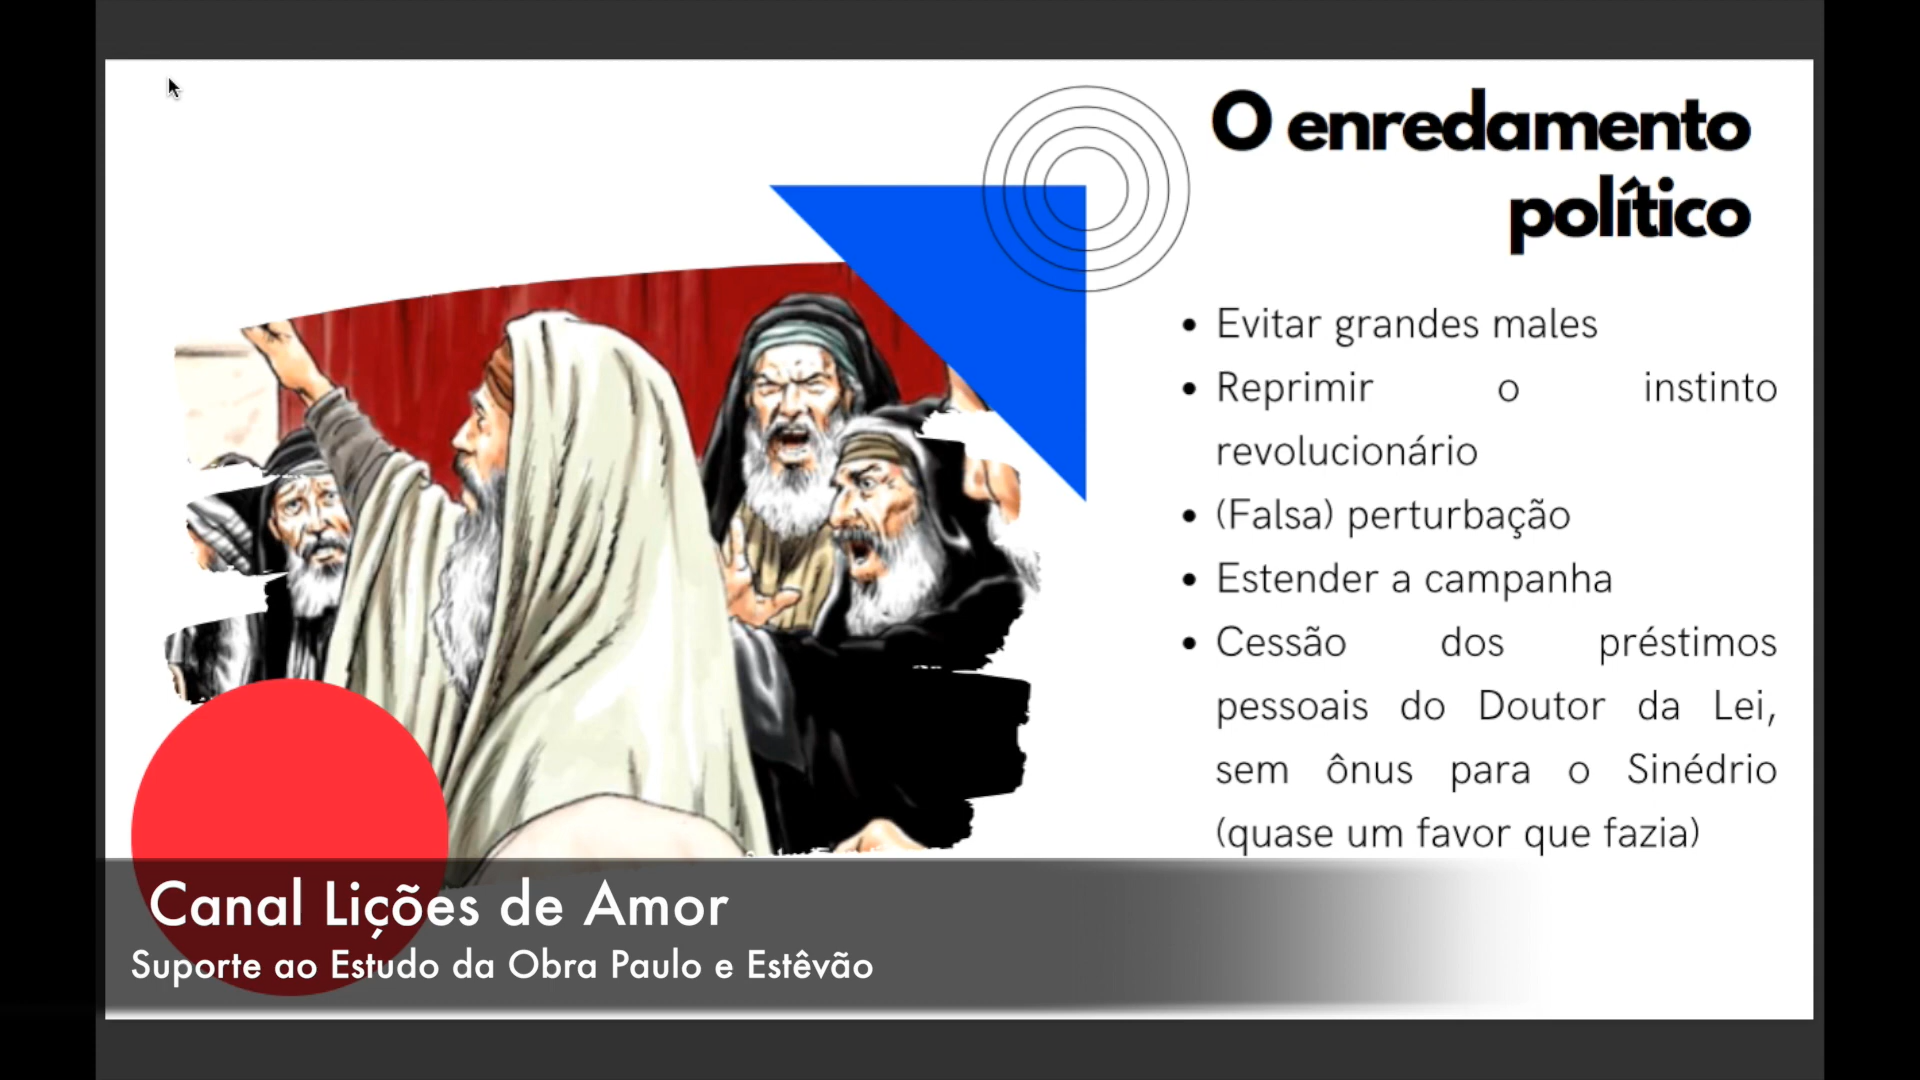 O enredamento
político
• Evitar grandes males
• Reprimir o instinto
revolucionário
• (Falsa) perturbação
• Estender a campanha
• Cessão dos préstimos
pessoais do Doutor da Lei,
sem ônus para o Sinédrio
(quase um favor que fazia)
Canal Lições de Amor
Suporte ao Estudo da Obra Paulo e Estêvão